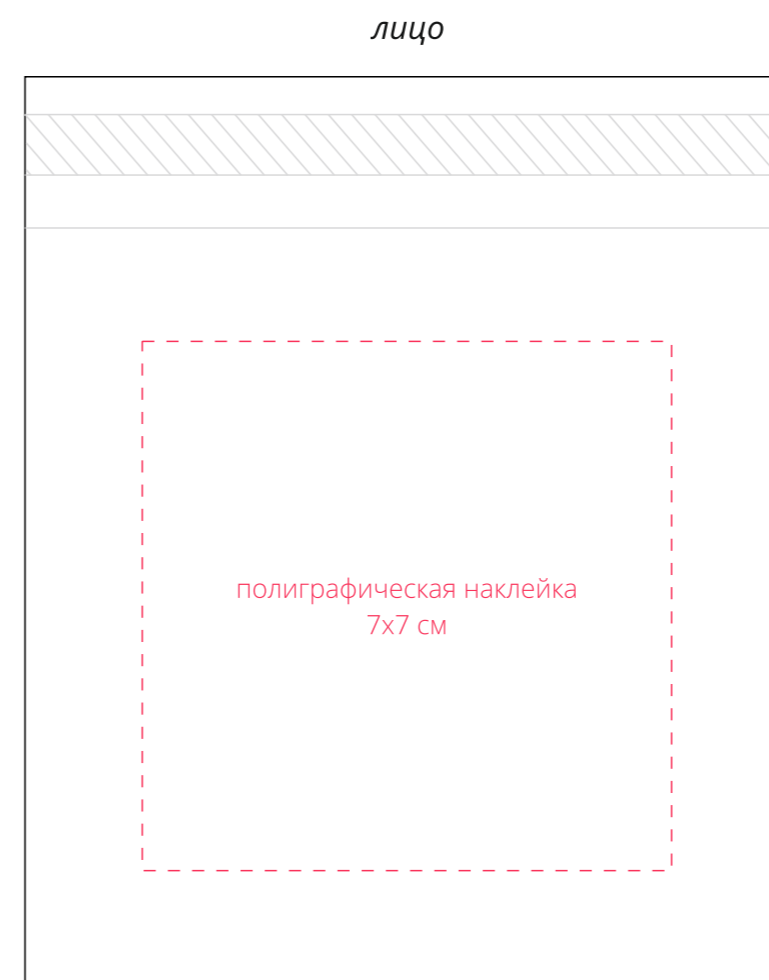 лицо
полиграфическая наклейка
7х7 см